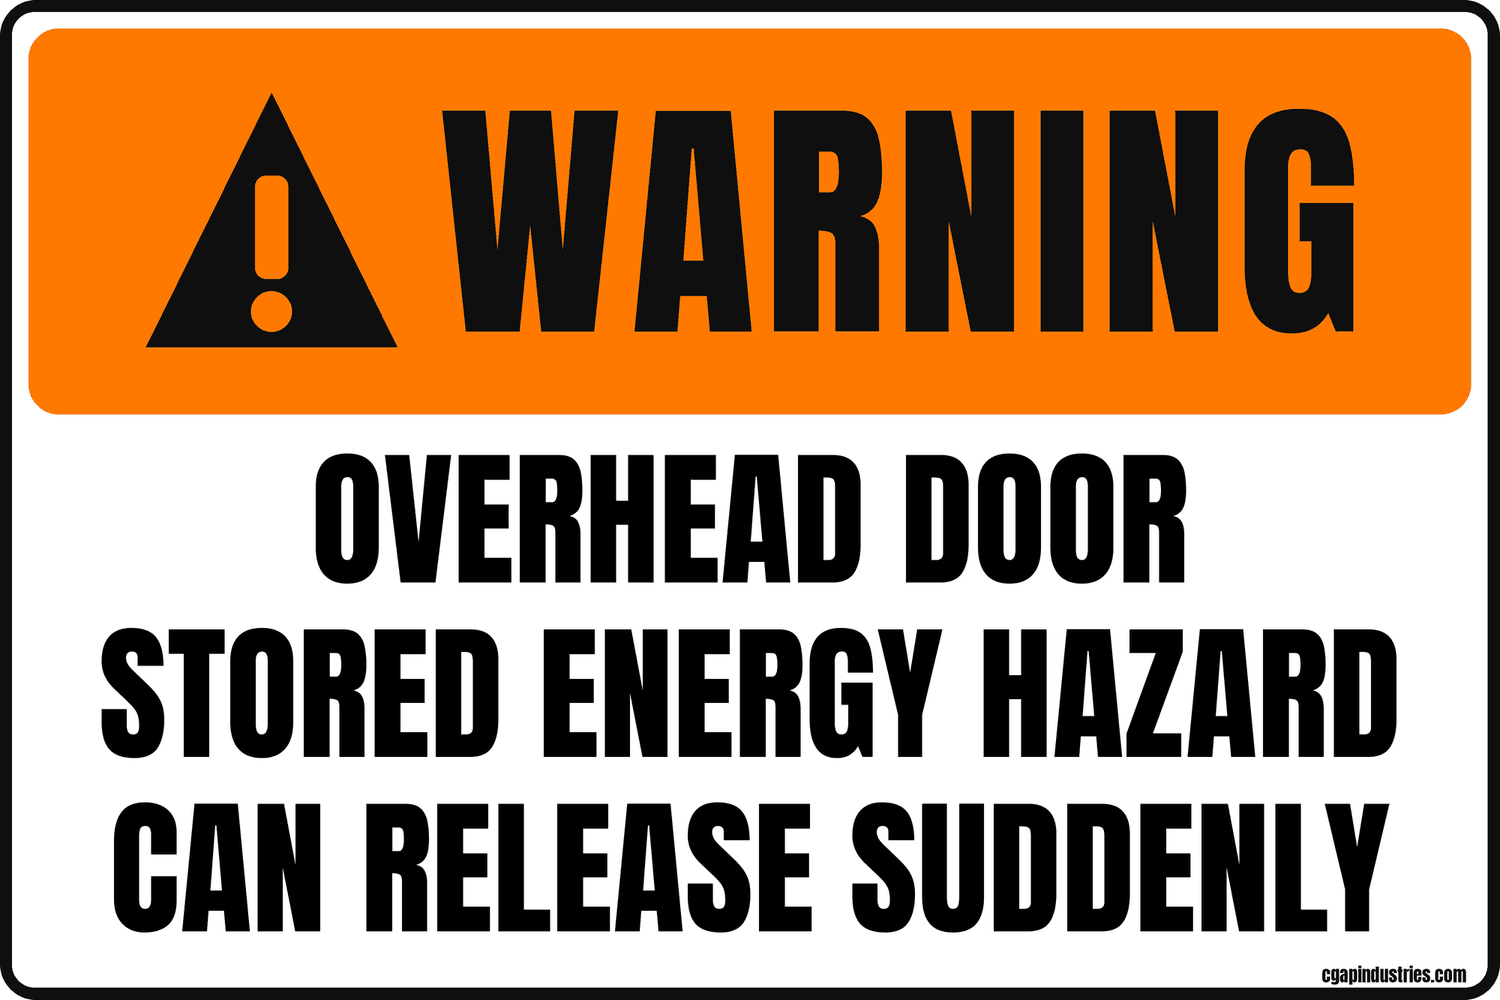 WARNING
OVERHEAD DOOR
STORED ENERGY HAZARD
CAN RELEASE SUDDENLY
cgapindustries.com